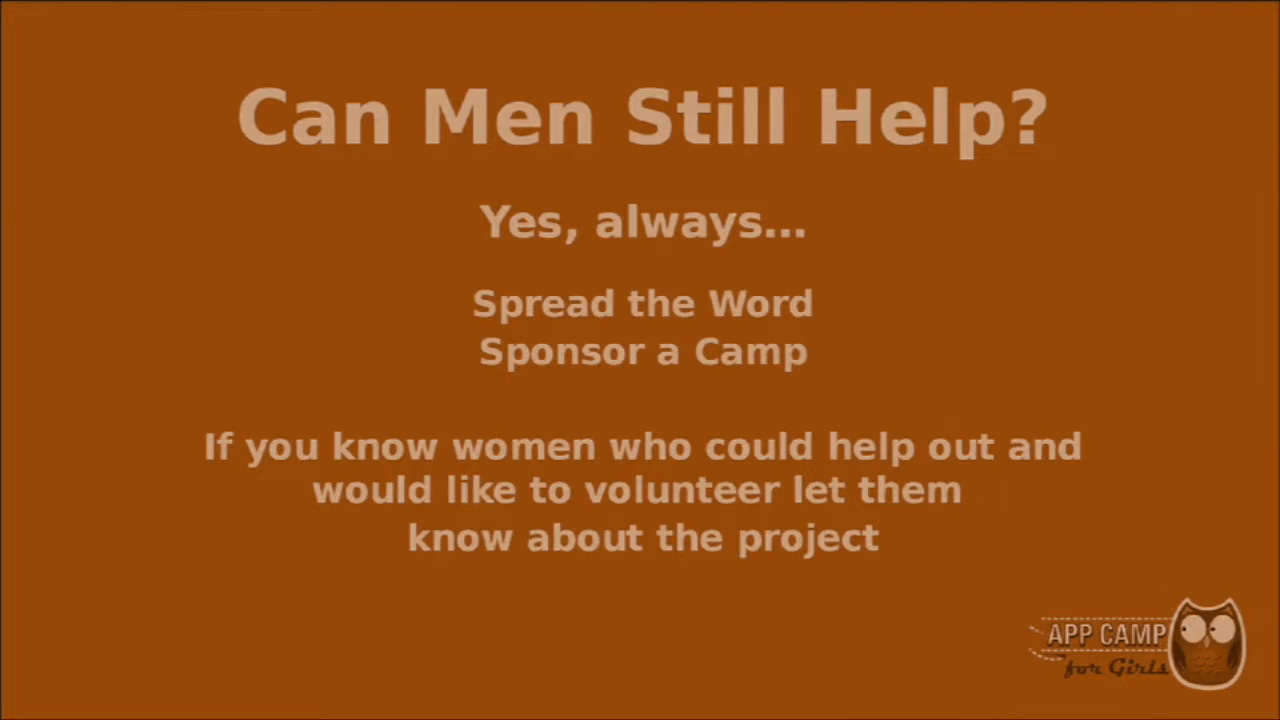 Can Men Still Help?
Yes, always...
Spread the Word
Sponsor a Camp
If you know women who could help out and
would like to volunteer let them
know about the project
APP CAMP
for Girls